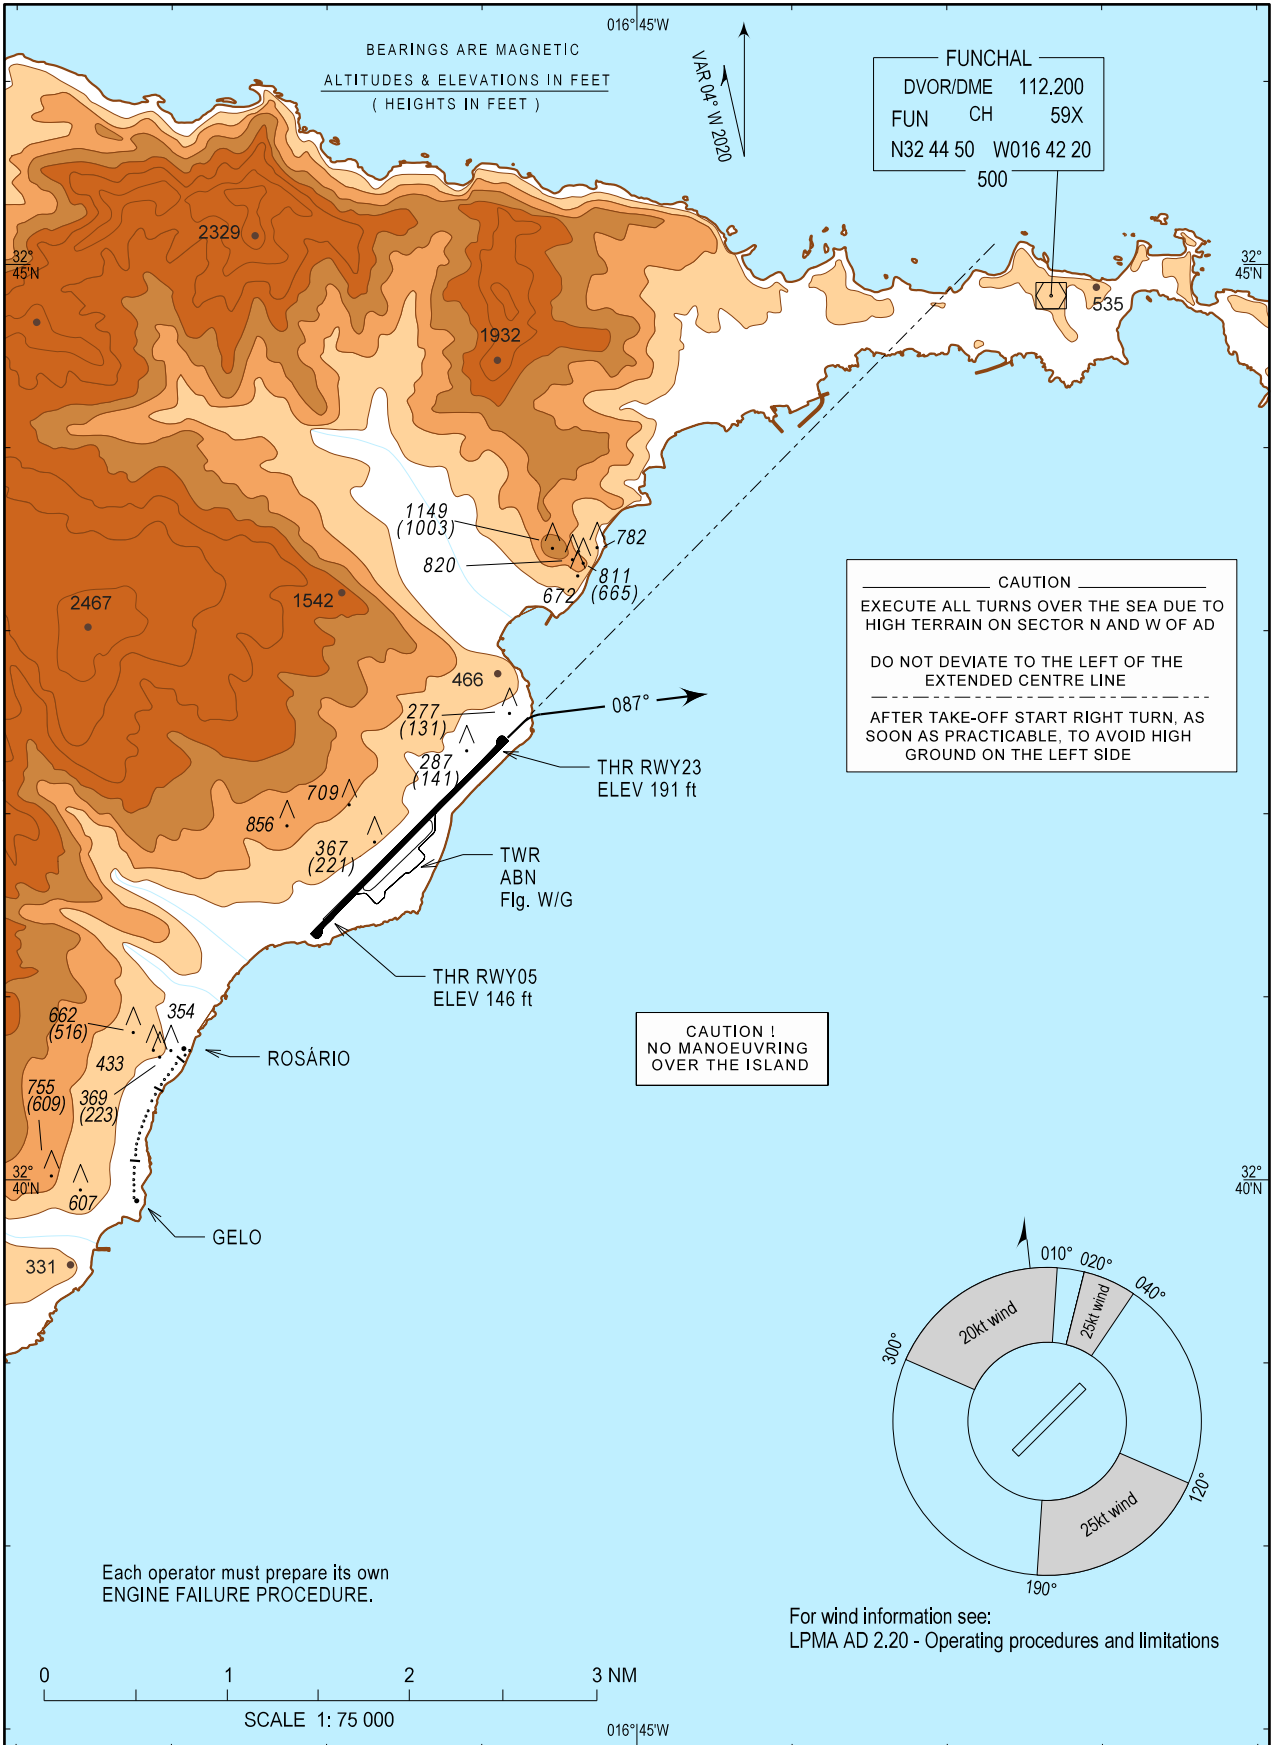 016°45'W
BEARINGS ARE MAGNETIC
ALTITUDES & ELEVATIONS IN FEET
( HEIGHTS IN FEET )
VAR 04° W 2020
FUNCHAL
DVOR/DME 112.200
FUN CH 59X
N32 44 50 W016 42 20
500
2329
32°
45'N
32°
45'N
535
1932
1149
(1003)
782
820
811
(665)
672
CAUTION
EXECUTE ALL TURNS OVER THE SEA DUE TO
HIGH TERRAIN ON SECTOR N AND W OF AD
DO NOT DEVIATE TO THE LEFT OF THE
EXTENDED CENTRE LINE
AFTER TAKE-OFF START RIGHT TURN, AS
SOON AS PRACTICABLE, TO AVOID HIGH
GROUND ON THE LEFT SIDE
2467
1542
466
087°
277
(131)
287
(141)
THR RWY23
ELEV 191 ft
709
856
367
(221)
TWR
ABN
Flg. W/G
THR RWY05
ELEV 146 ft
662
(516)
354
433
ROSÁRIO
CAUTION !
NO MANOEUVRING
OVER THE ISLAND
755
(609)
369
(223)
32°
40'N
32°
40'N
607
GELO
331
010°
020°
040°
20kt wind
25kt wind
300°
120°
25kt wind
190°
Each operator must prepare its own
ENGINE FAILURE PROCEDURE.
For wind information see:
LPMA AD 2.20 - Operating procedures and limitations
0 1 2 3 NM
SCALE 1: 75 000
016°45'W